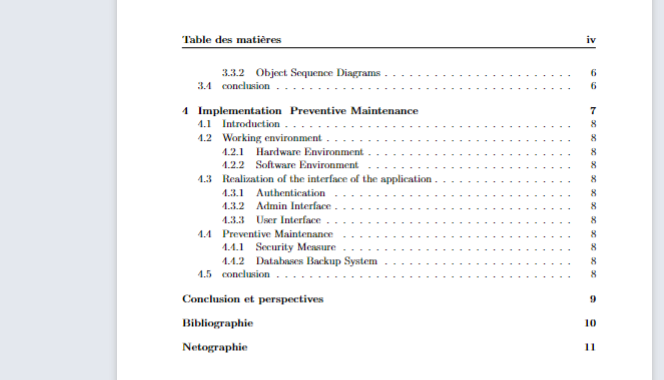 Table des matières iv
3.3.2 Object Sequence Diagrams . . . . . . . . . . . . . . . . . . . . . . . 6
3.4 conclusion . . . . . . . . . . . . . . . . . . . . . . . . . . . . . . . . . . . . 6
4 Implementation Preventive Maintenance 7
4.1 Introduction . . . . . . . . . . . . . . . . . . . . . . . . . . . . . . . . . . . 8
4.2 Working environment . . . . . . . . . . . . . . . . . . . . . . . . . . . . . . 8
4.2.1 Hardware Environment . . . . . . . . . . . . . . . . . . . . . . . . . 8
4.2.2 Software Environment . . . . . . . . . . . . . . . . . . . . . . . . . 8
4.3 Realization of the interface of the application . . . . . . . . . . . . . . . . . 8
4.3.1 Authentication . . . . . . . . . . . . . . . . . . . . . . . . . . . . . 8
4.3.2 Admin Interface . . . . . . . . . . . . . . . . . . . . . . . . . . . . . 8
4.3.3 User Interface . . . . . . . . . . . . . . . . . . . . . . . . . . . . . . 8
4.4 Preventive Maintenance . . . . . . . . . . . . . . . . . . . . . . . . . . . . 8
4.4.1 Security Measure . . . . . . . . . . . . . . . . . . . . . . . . . . . . 8
4.4.2 Databases Backup System . . . . . . . . . . . . . . . . . . . . . . . 8
4.5 conclusion . . . . . . . . . . . . . . . . . . . . . . . . . . . . . . . . . . . . 8
Conclusion et perspectives 9
Bibliographie 10
Netographie 11